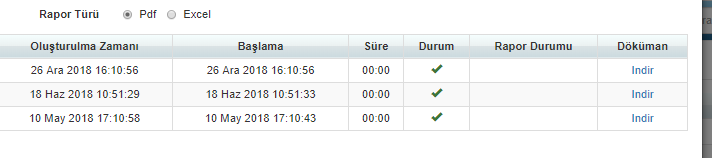 Rapor Türü Pdf Excel
Oluşturulma Zamanı Başlama Süre Durum Rapor Durumu Döküman
26 Ara 2018 16:10:56 26 Ara 2018 16:10:56 00:00 Indir
18 Haz 2018 10:51:29 18 Haz 2018 10:51:33 00:00 Indir
10 May 2018 17:10:58 10 May 2018 17:10:43 00:00 Indir